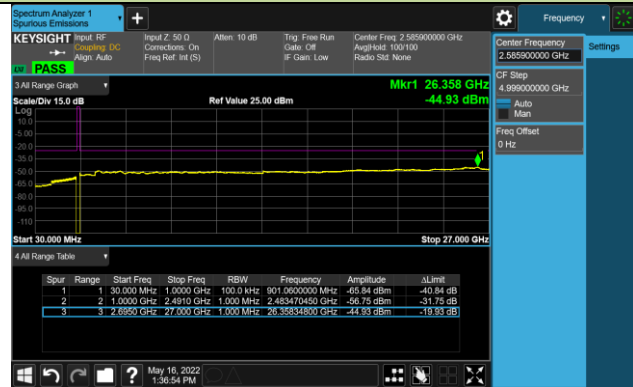 Spectrum Analyzer 1
Spurious Emissions
+
Frequency
KEYSIGHT Input: RF Input Z: 50 Ω Atten: 10 dB Trig: Free Run Center Freq: 2.585900000 GHz
Coupling: DC Corrections: On Gate: Off Avg|Hold: 100/100
Align: Auto Freq Ref: Int (S) IF Gain: Low Radio Std: None
PASS
Center Frequency
2.585900000 GHz
Settings
CF Step
4.999000000 GHz
Auto
Man
Freq Offset
0 Hz
3 All Range Graph
Mkr1 26.358 GHz
Scale/Div 15.0 dB Ref Value 25.00 dBm -44.93 dBm
Log
10.0
-5.00
-20.0
-35.0
-50.0
-65.0
-80.0
-95.0
-110
1
Start 30.000 MHz Stop 27.000 GHz
4 All Range Table
Spur Range Start Freq Stop Freq RBW Frequency Amplitude ΔLimit
1 1 30.000 MHz 1.0000 GHz 100.0 kHz 901.0600000 MHz -65.84 dBm -40.84 dB
2 2 1.0000 GHz 2.4910 GHz 1.000 MHz 2.483470450 GHz -56.75 dBm -31.75 dB
3 3 2.6950 GHz 27.000 GHz 1.000 MHz 26.35834800 GHz -44.93 dBm -19.93 dB
? May 16, 2022
1:36:54 PM